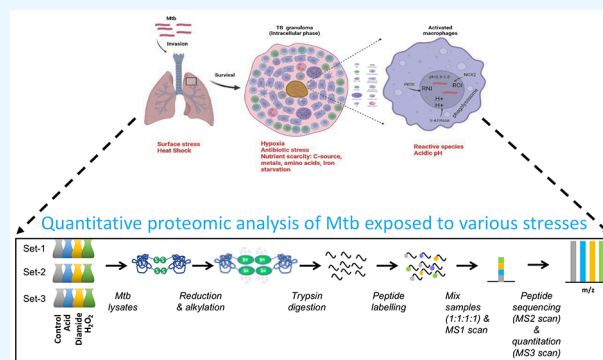 Mtb
Invasion
Survival
TB granuloma
(Intracellular phase)
Activated
macrophages
RNI
ROI
H+
H+
phagolysosome
Surface stress
Heat Shock
Hypoxia
Antibiotic stress
Nutrient scarcity: C-source,
metals, amino acids, Iron
starvation
Reactive species
Acidic pH
Quantitative proteomic analysis of Mtb exposed to various stresses
Set-1
Set-2
Set-3
Control
Acid
Diamide
H2O2
Mtb
lysates
Reduction
& alkylation
Trypsin
digestion
Peptide
labelling
Mix
samples
(1:1:1:1) &
MS1 scan
Peptide
sequencing
(MS2 scan)
&
quantitation
(MS3 scan)
m/z